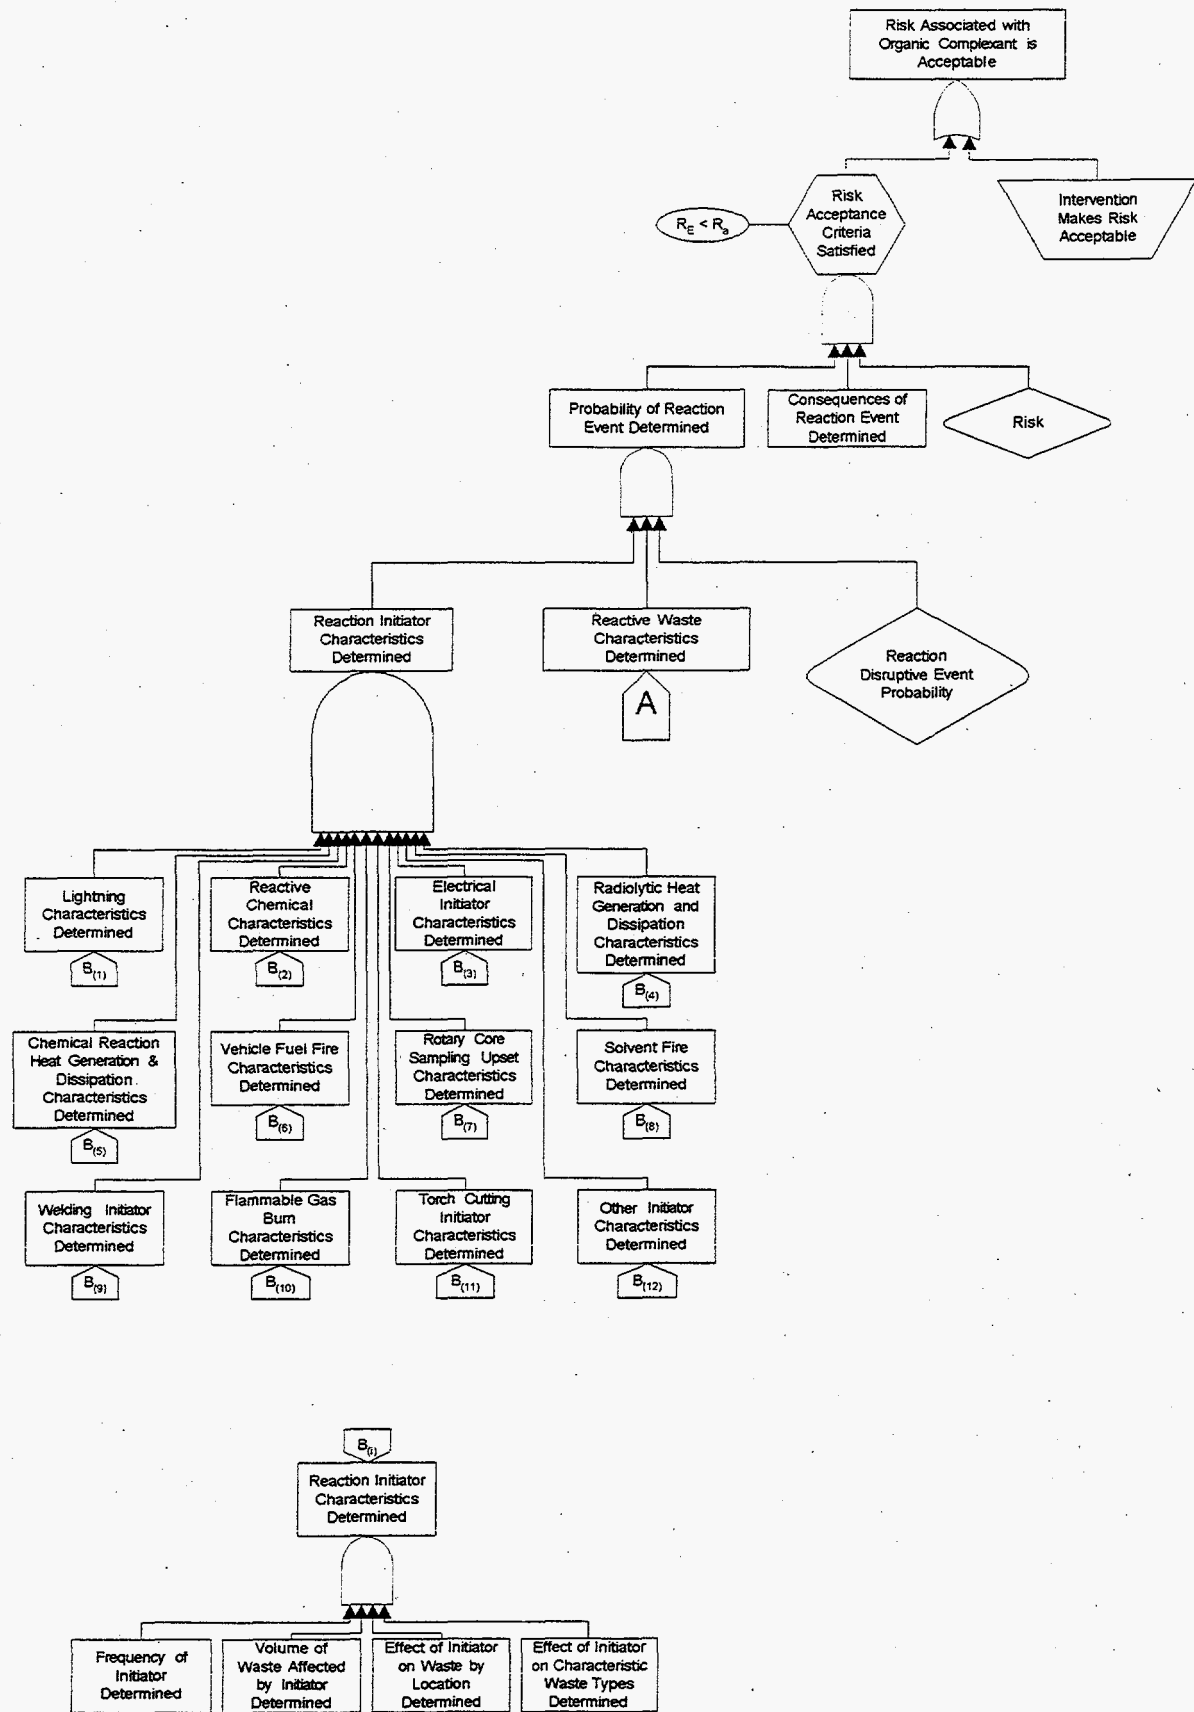 Risk Associated with
Organic Complexant is
Acceptable
Risk
Acceptance
Criteria
Satisfied
R_E < R_a
Intervention
Makes Risk
Acceptable
Probability of Reaction
Event Determined
Consequences of
Reaction Event
Determined
Risk
Reaction Initiator
Characteristics
Determined
Reactive Waste
Characteristics
Determined
A
Reaction
Disruptive Event
Probability
Lightning
Characteristics
Determined
B(1)
Reactive
Chemical
Characteristics
Determined
B(2)
Electrical
Initiator
Characteristics
Determined
B(3)
Radiolytic Heat
Generation and
Dissipation
Characteristics
Determined
B(4)
Chemical Reaction
Heat Generation &
Dissipation
Characteristics
Determined
B(5)
Vehicle Fuel Fire
Characteristics
Determined
B(6)
Rotary Core
Sampling Upset
Characteristics
Determined
B(7)
Solvent Fire
Characteristics
Determined
B(8)
Welding Initiator
Characteristics
Determined
B(9)
Flammable Gas
Burn
Characteristics
Determined
B(10)
Torch Cutting
Initiator
Characteristics
Determined
B(11)
Other Initiator
Characteristics
Determined
B(12)
B(i)
Reaction Initiator
Characteristics
Determined
Frequency of
Initiator
Determined
Volume of
Waste Affected
by Initiator
Determined
Effect of Initiator
on Waste by
Location
Determined
Effect of Initiator
on Characteristic
Waste Types
Determined